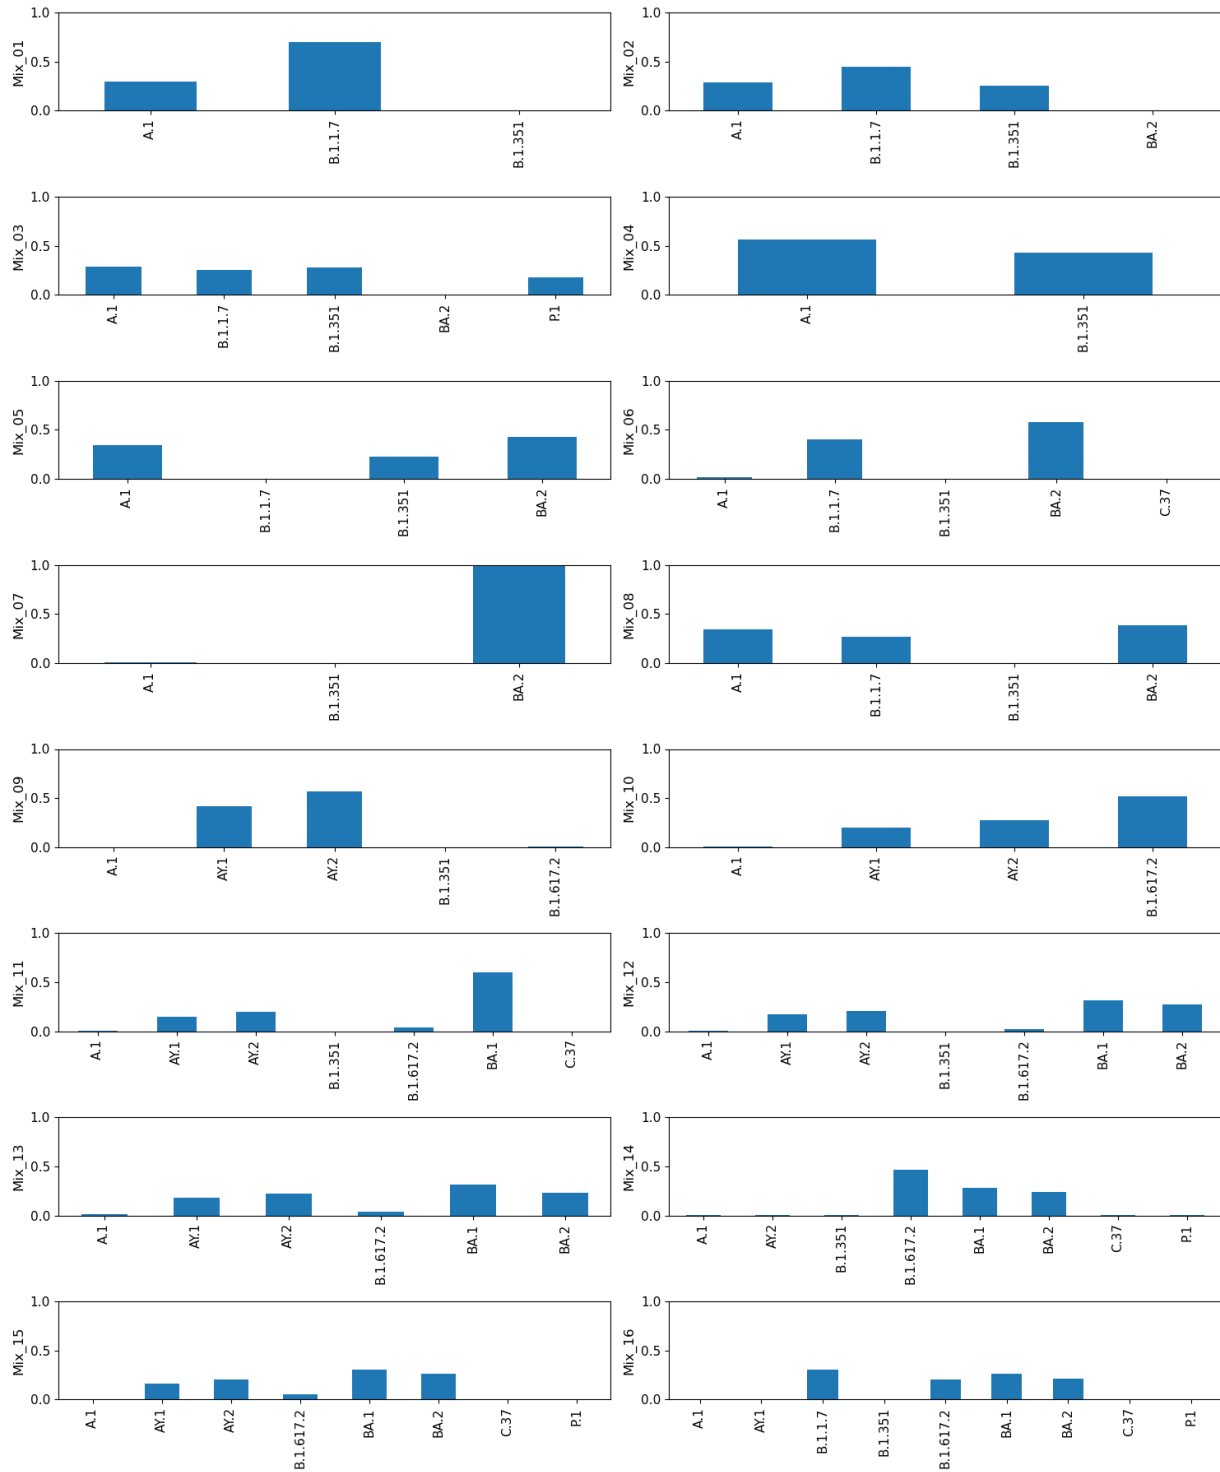 1.0
0.5
0.0
Mix_01
A.1
B.1.1.7
B.1.351
1.0
0.5
0.0
Mix_02
A.1
B.1.1.7
B.1.351
BA.2
1.0
0.5
0.0
Mix_03
A.1
B.1.1.7
B.1.351
BA.2
P.1
1.0
0.5
0.0
Mix_04
A.1
B.1.351
1.0
0.5
0.0
Mix_05
A.1
B.1.1.7
B.1.351
BA.2
1.0
0.5
0.0
Mix_06
A.1
B.1.1.7
B.1.351
BA.2
C.37
1.0
0.5
0.0
Mix_07
A.1
B.1.351
BA.2
1.0
0.5
0.0
Mix_08
A.1
B.1.1.7
B.1.351
BA.2
1.0
0.5
0.0
Mix_09
A.1
AY.1
AY.2
B.1.351
B.1.617.2
1.0
0.5
0.0
Mix_10
A.1
AY.1
AY.2
B.1.617.2
1.0
0.5
0.0
Mix_11
A.1
AY.1
AY.2
B.1.351
B.1.617.2
BA.1
C.37
1.0
0.5
0.0
Mix_12
A.1
AY.1
AY.2
B.1.351
B.1.617.2
BA.1
BA.2
1.0
0.5
0.0
Mix_13
A.1
AY.1
AY.2
B.1.617.2
BA.1
BA.2
1.0
0.5
0.0
Mix_14
A.1
AY.2
B.1.351
B.1.617.2
BA.1
BA.2
C.37
P.1
1.0
0.5
0.0
Mix_15
A.1
AY.1
AY.2
B.1.617.2
BA.1
BA.2
C.37
P.1
1.0
0.5
0.0
Mix_16
A.1
AY.1
B.1.1.7
B.1.351
B.1.617.2
BA.1
BA.2
C.37
P.1